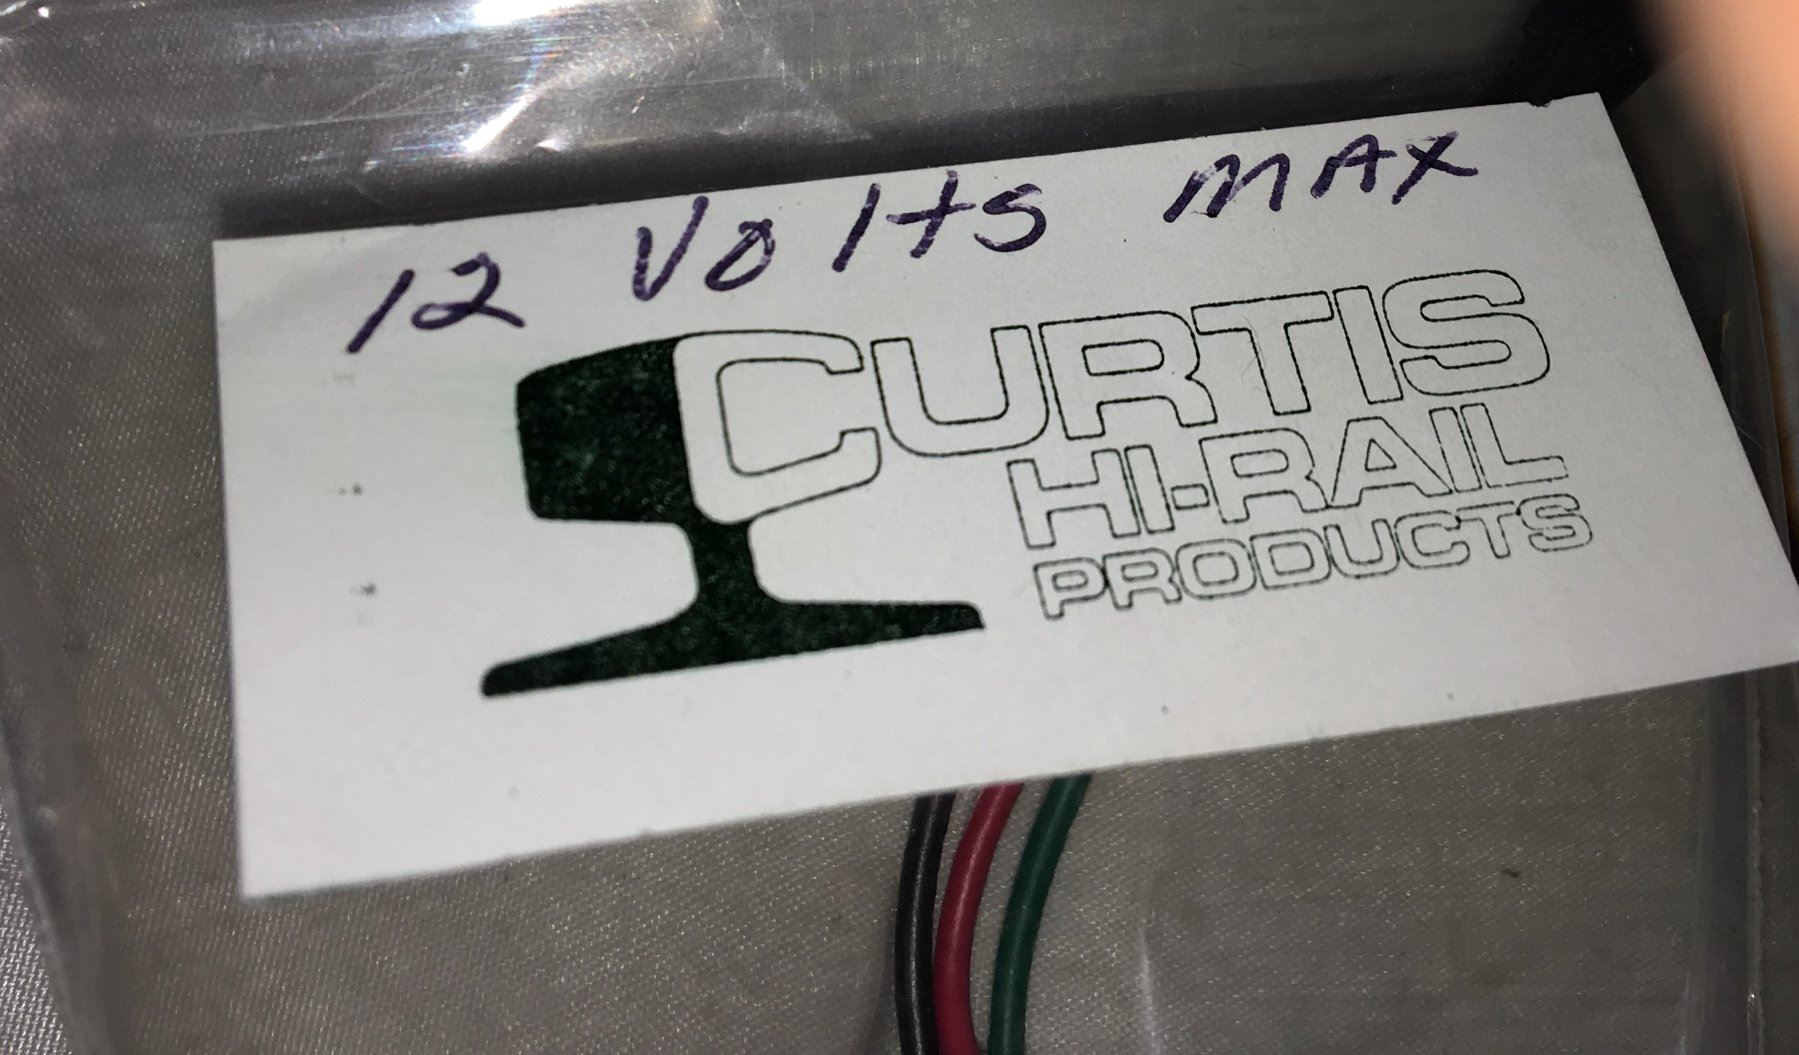 12 Volts MAX
CURTIS
HI-RAIL
PRODUCTS